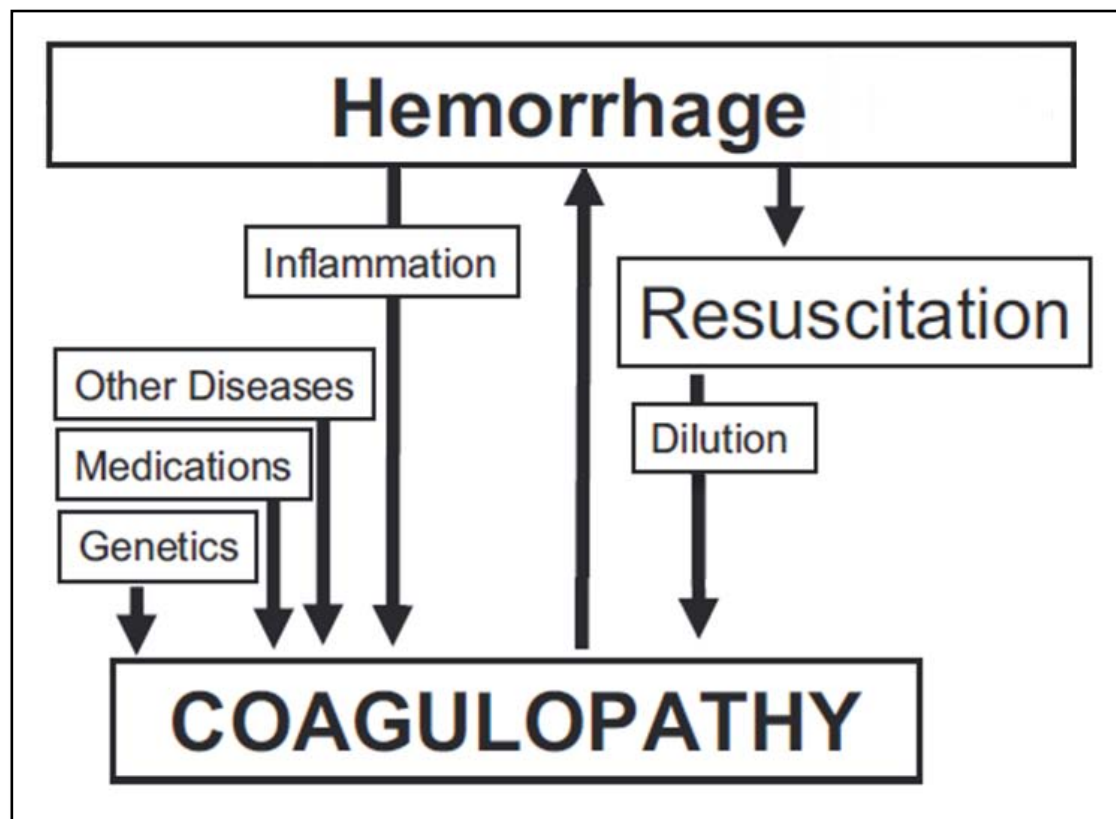 Hemorrhage
Inflammation
Resuscitation
Other Diseases
Dilution
Medications
Genetics
COAGULOPATHY